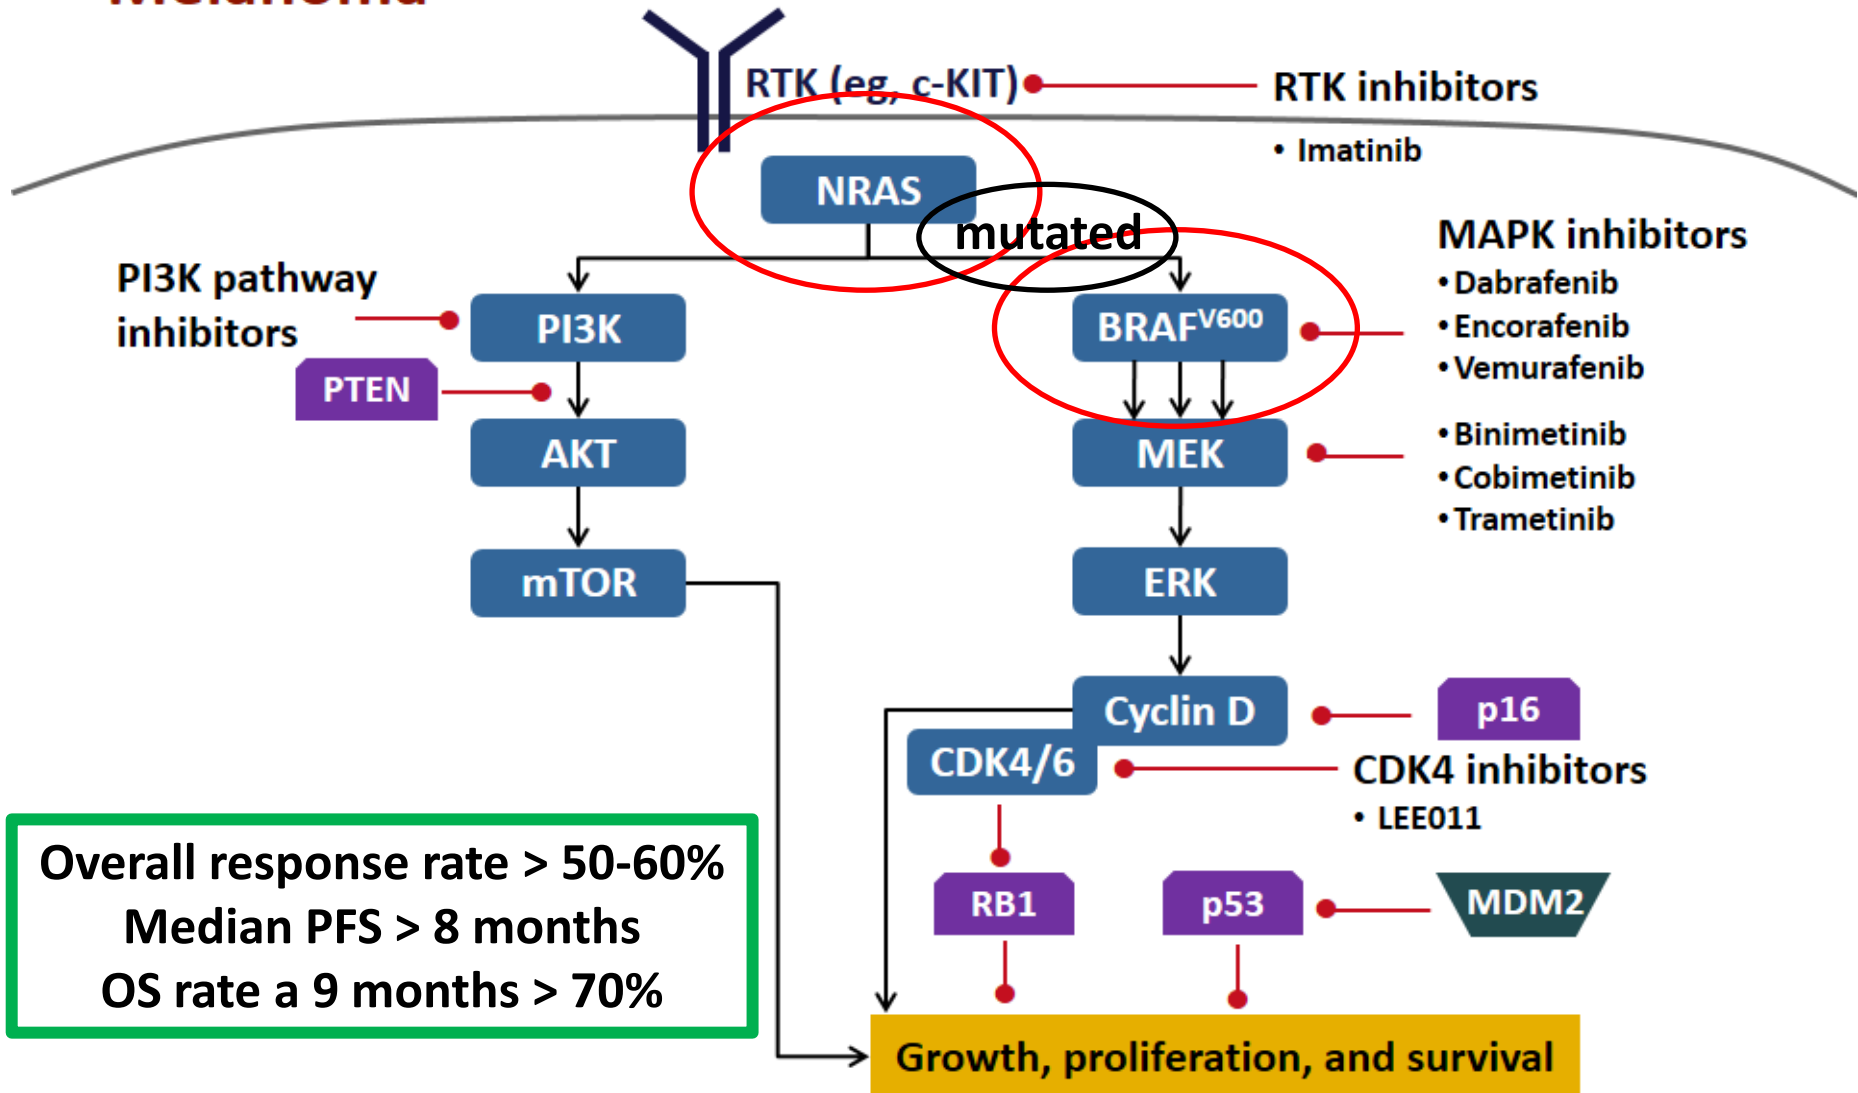 Melanoma
RTK (eg, c-KIT)
RTK inhibitors
• Imatinib
NRAS
mutated
MAPK inhibitors
• Dabrafenib
• Encorafenib
• Vemurafenib
PI3K pathway
inhibitors
PI3K
BRAFV600
PTEN
AKT
MEK
• Binimetinib
• Cobimetinib
• Trametinib
mTOR
ERK
Cyclin D
p16
CDK4/6
CDK4 inhibitors
• LEE011
Overall response rate > 50-60%
Median PFS > 8 months
OS rate a 9 months > 70%
RB1
p53
MDM2
Growth, proliferation, and survival